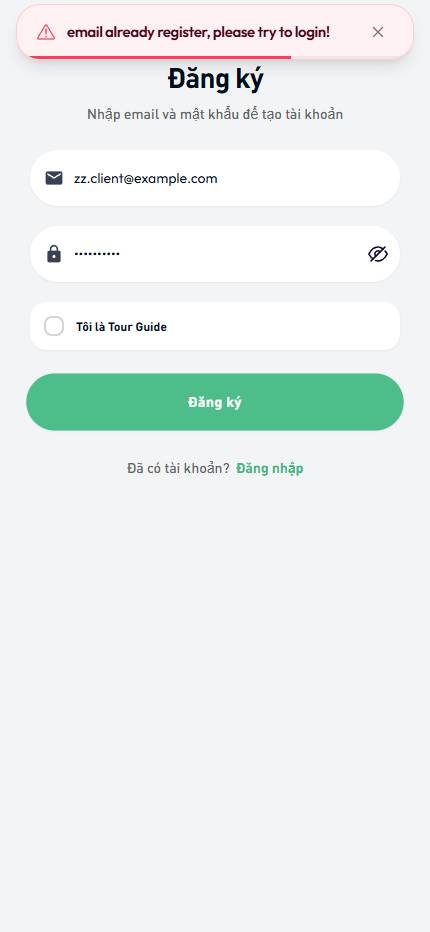 email already register, please try to login!
Đăng ký
Nhập email và mật khẩu để tạo tài khoản
zz.client@example.com
••••••••••
Tôi là Tour Guide
Đăng ký
Đã có tài khoản? Đăng nhập